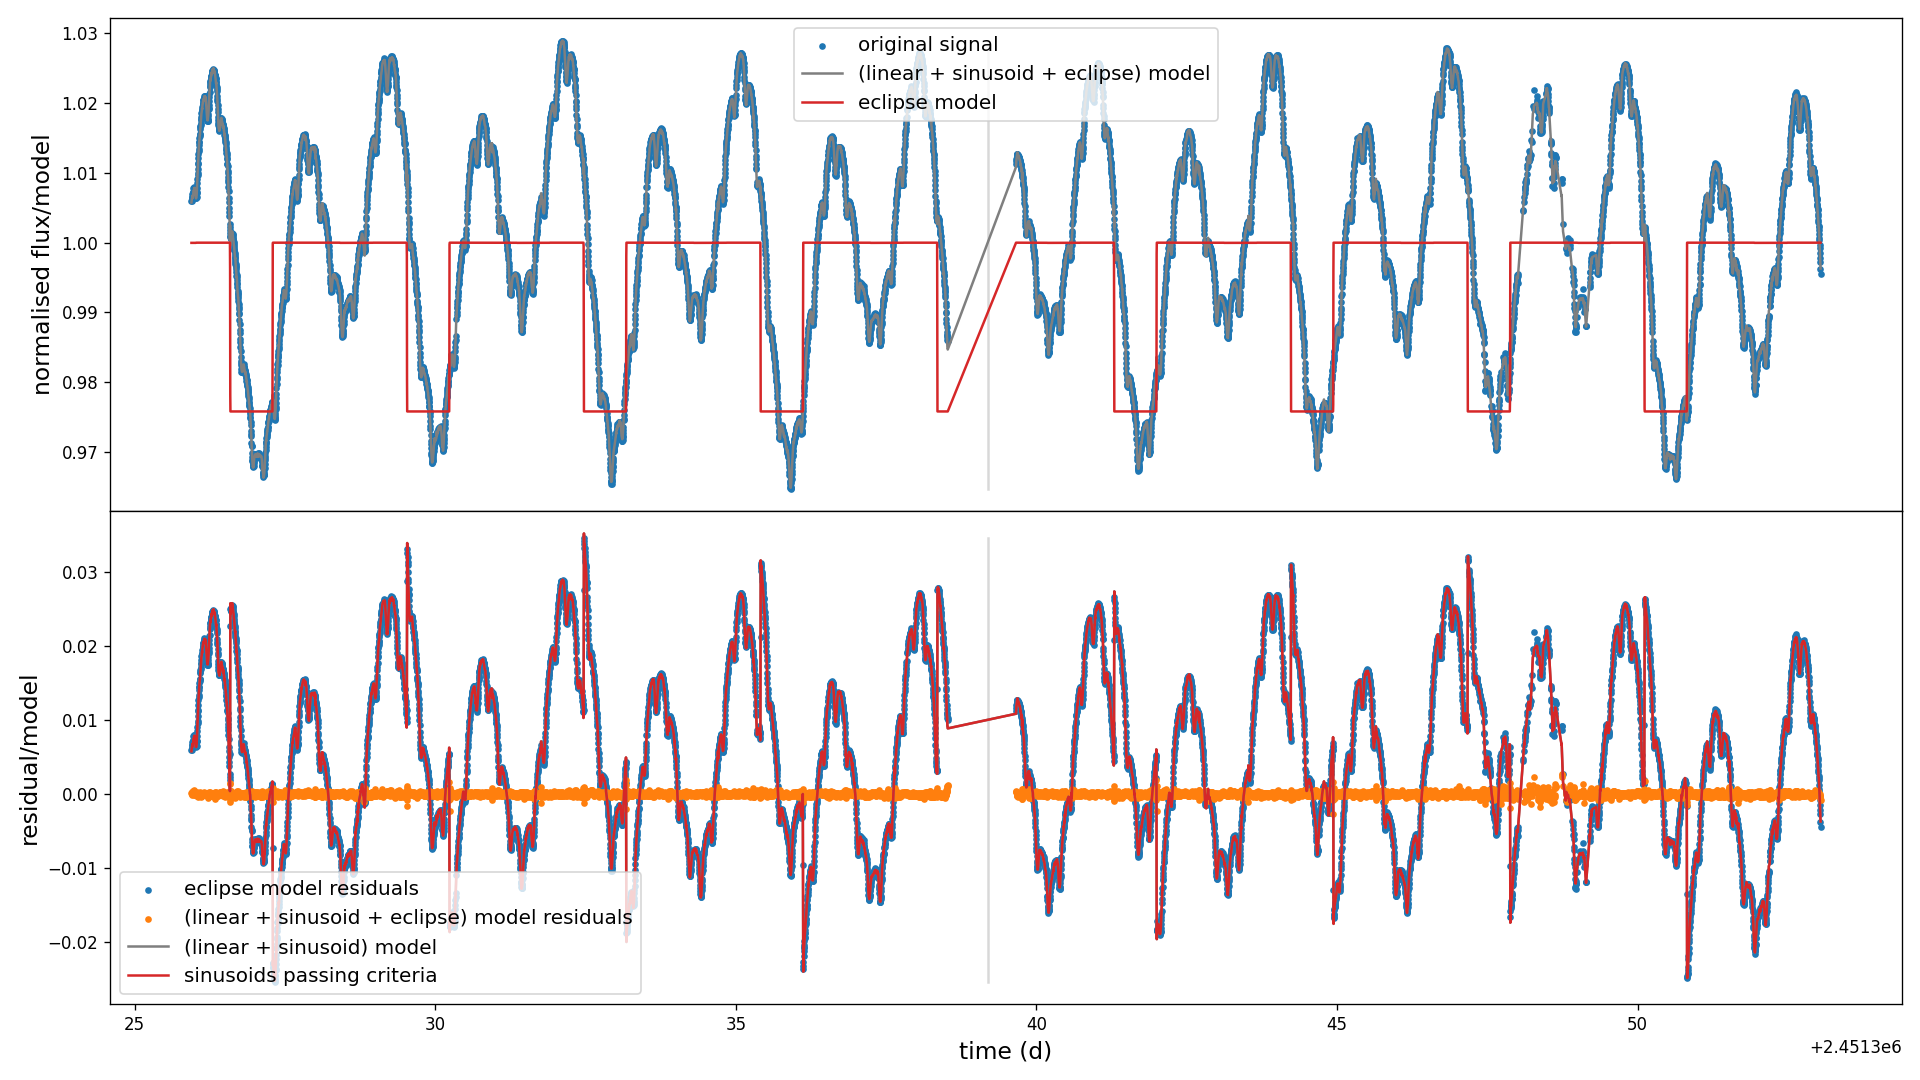 1.03
1.02
1.01
1.00
0.99
0.98
0.97
normalised flux/model
original signal
(linear + sinusoid + eclipse) model
eclipse model
0.03
0.02
0.01
0.00
−0.01
−0.02
residual/model
eclipse model residuals
(linear + sinusoid + eclipse) model residuals
(linear + sinusoid) model
sinusoids passing criteria
25 30 35 40 45 50
time (d)
+2.4513e6